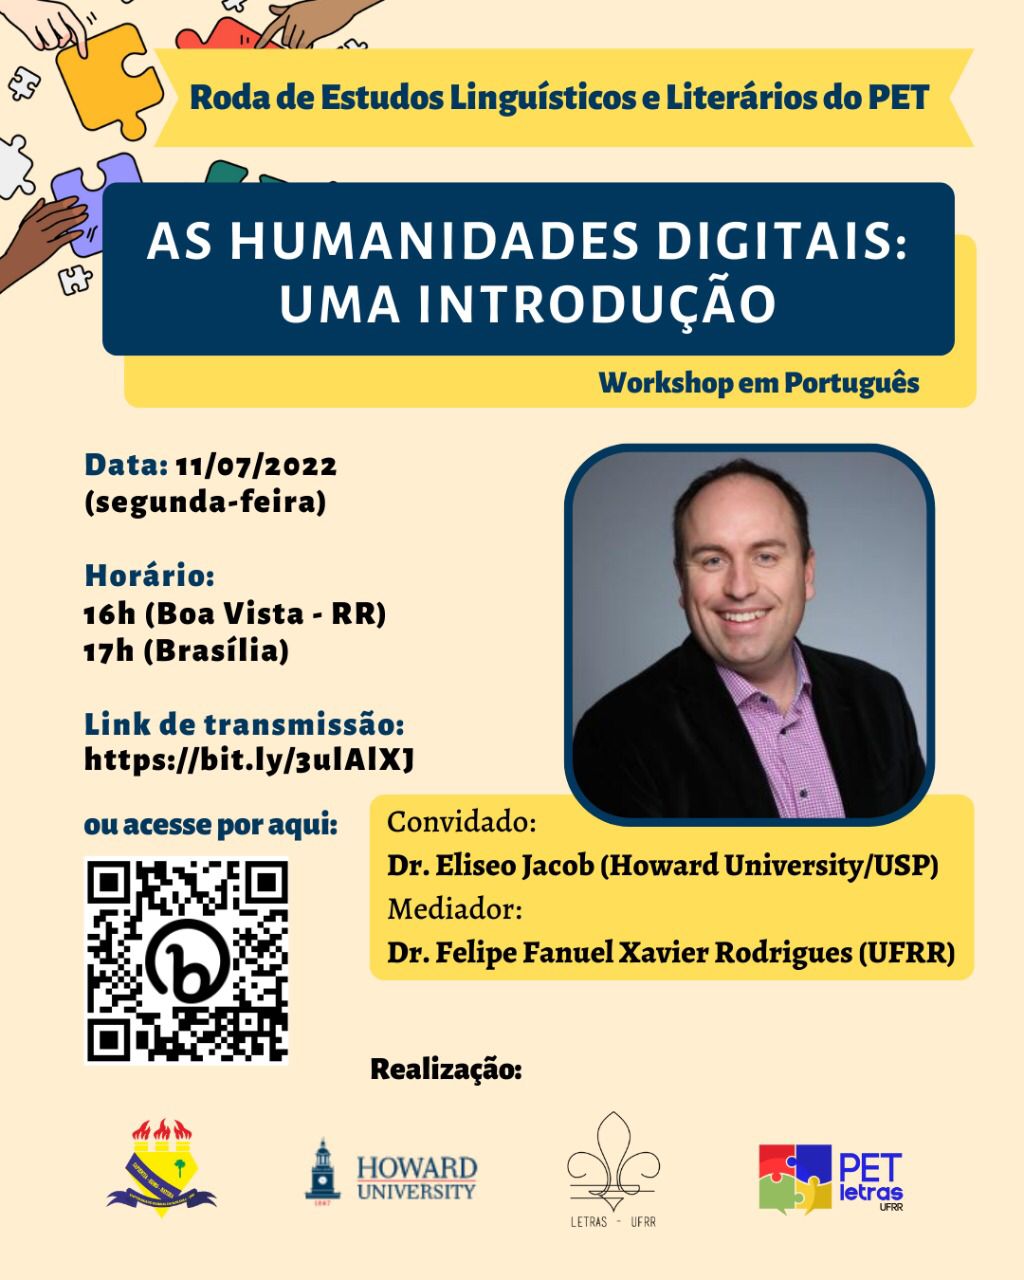 Roda de Estudos Linguísticos e Literários do PET
AS HUMANIDADES DIGITAIS:
UMA INTRODUÇÃO
Workshop em Português
Data: 11/07/2022
(segunda-feira)
Horário:
16h (Boa Vista - RR)
17h (Brasília)
Link de transmissão:
https://bit.ly/3ulAlXJ
ou acesse por aqui:
Convidado:
Dr. Eliseo Jacob (Howard University/USP)
Mediador:
Dr. Felipe Fanuel Xavier Rodrigues (UFRR)
Realização:
HOWARD
UNIVERSITY
1867
LETRAS - UFRR
PET
letras
UFRR